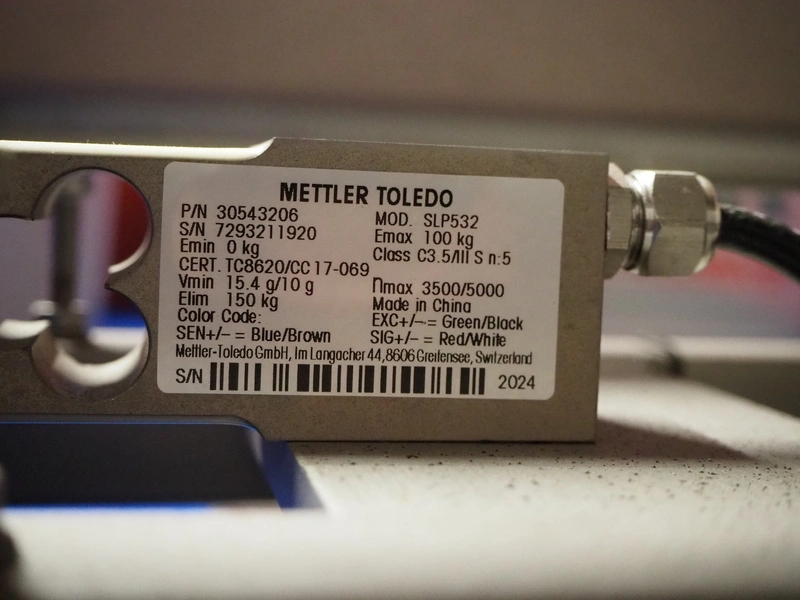 METTLER TOLEDO
P/N 30543206 MOD. SLP532
S/N 7293211920 Emax 100 kg
Emin 0 kg Class C3.5/III S n:5
CERT. TC8620/CC 17-069
Vmin 15.4 g/10 g nmax 3500/5000
Elim 150 kg Made in China
Color Code: EXC+/- = Green/Black
SEN+/- = Blue/Brown SIG+/- = Red/White
Mettler-Toledo GmbH, Im Langacher 44, 8606 Greifensee, Switzerland
S/N 2024